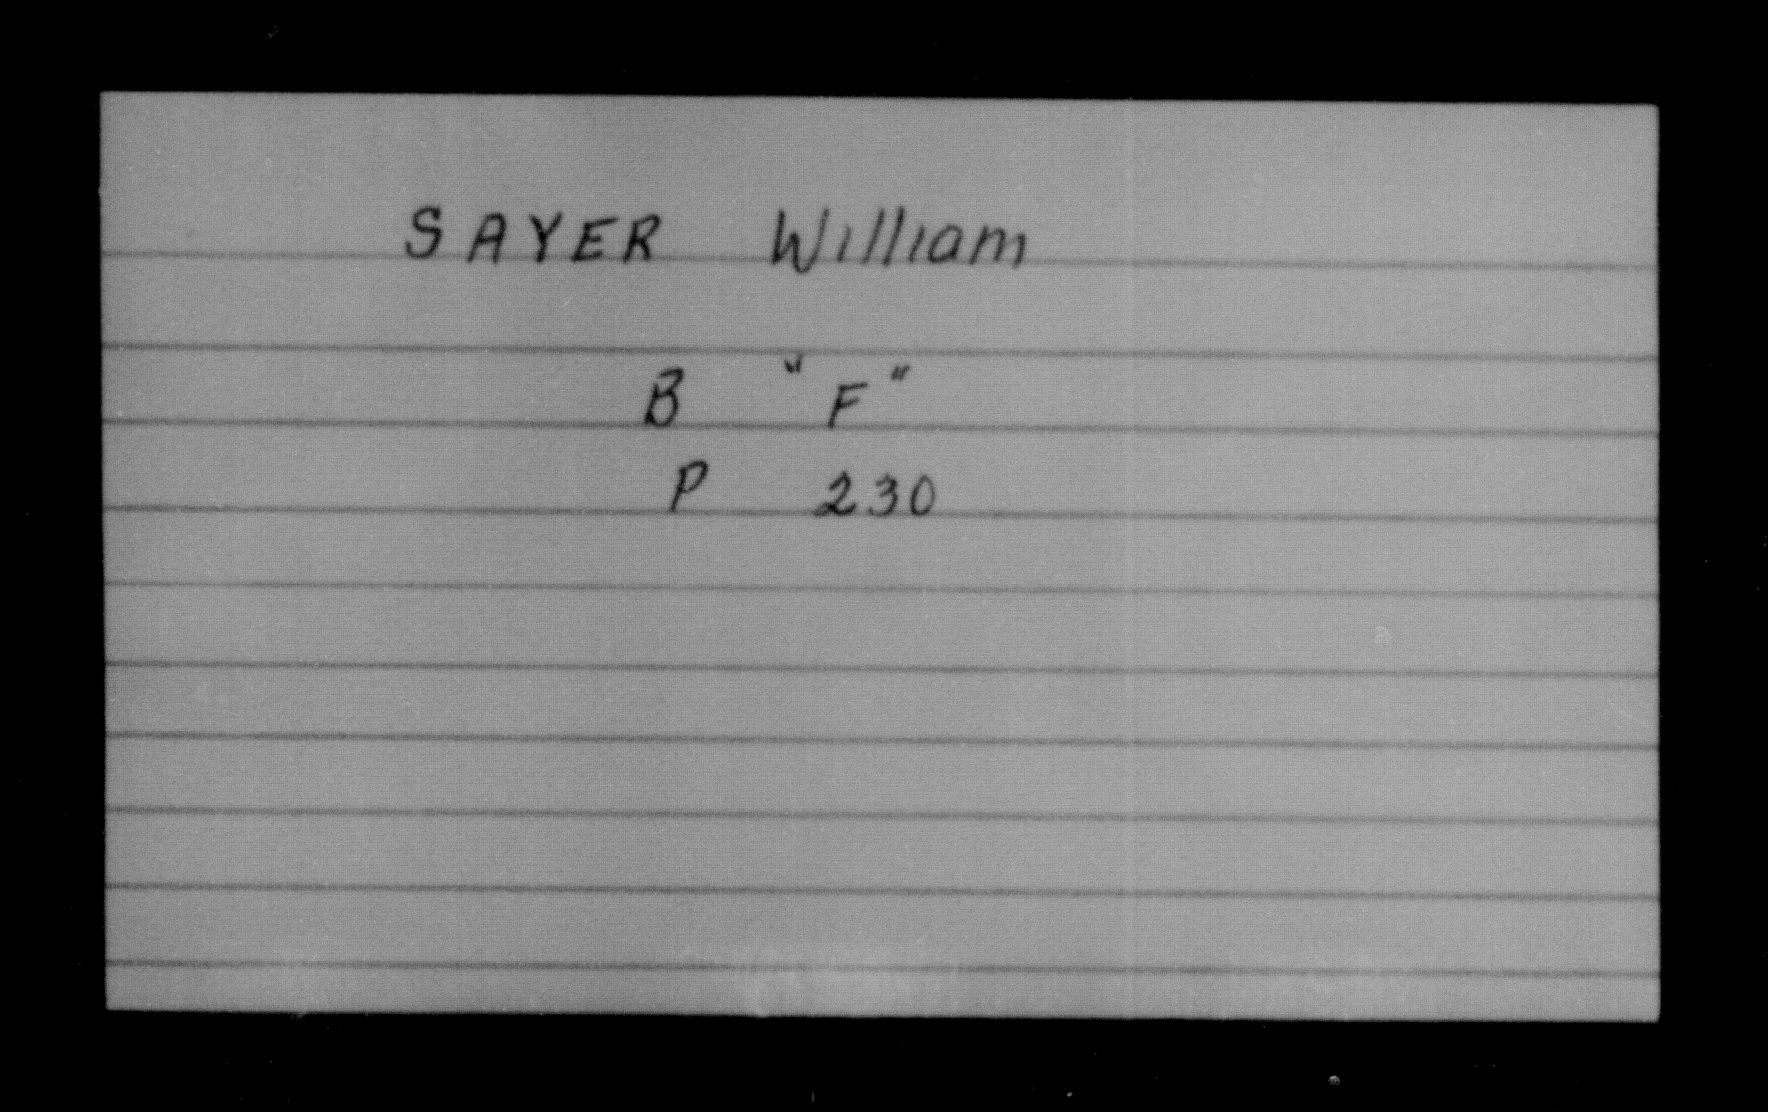 SAYER William
B "F"
P 230